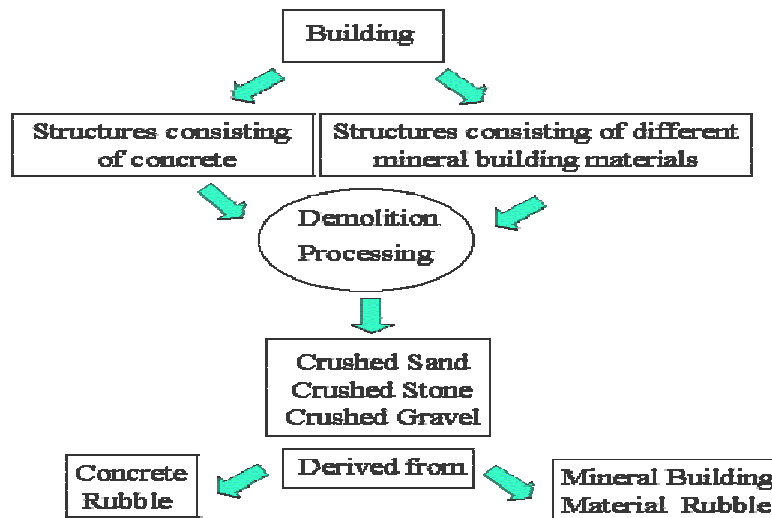 Building
Structures consisting
of concrete
Structures consisting of different
mineral building materials
Demolition
Processing
Crushed Sand
Crushed Stone
Crushed Gravel
Derived from
Concrete
Rubble
Mineral Building
Material Rubble